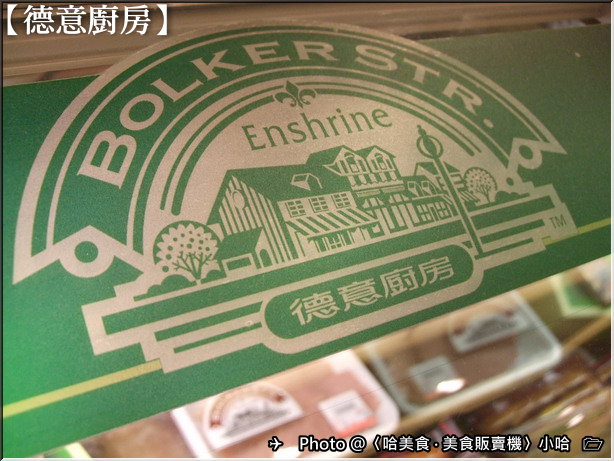 【德意廚房】
BOLKER STR.
Enshrine
TM
德意廚房
Photo @〈哈美食·美食販賣機〉小哈